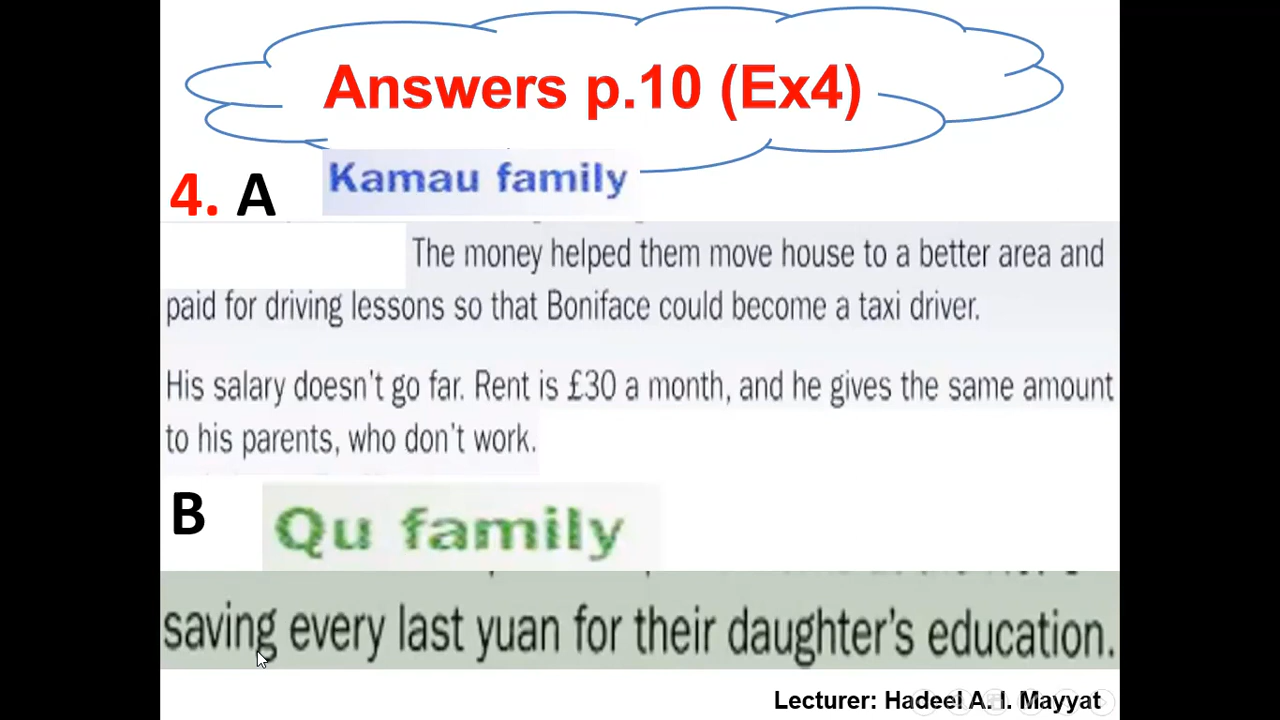 Answers p.10 (Ex4)
4. A Kamau family
The money helped them move house to a better area and
paid for driving lessons so that Boniface could become a taxi driver.
His salary doesn't go far. Rent is £30 a month, and he gives the same amount
to his parents, who don't work.
B Qu family
saving every last yuan for their daughter's education.
Lecturer: Hadeel A. I. Mayyat